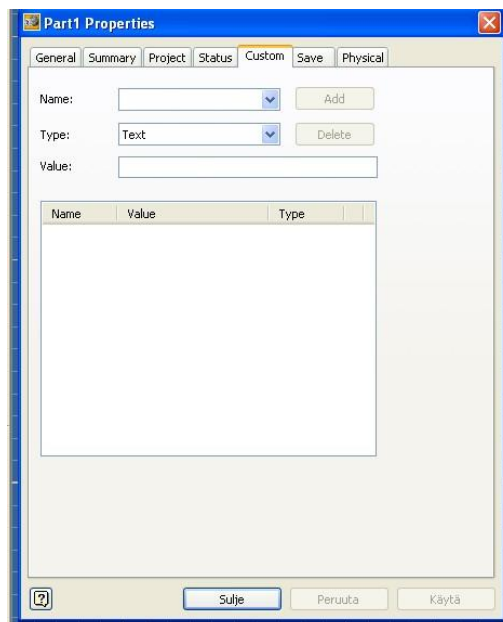 Part1 Properties
General Summary Project Status Custom Save Physical
Name: Add
Type: Text Delete
Value:
Name Value Type
Sulje Peruuta Käytä